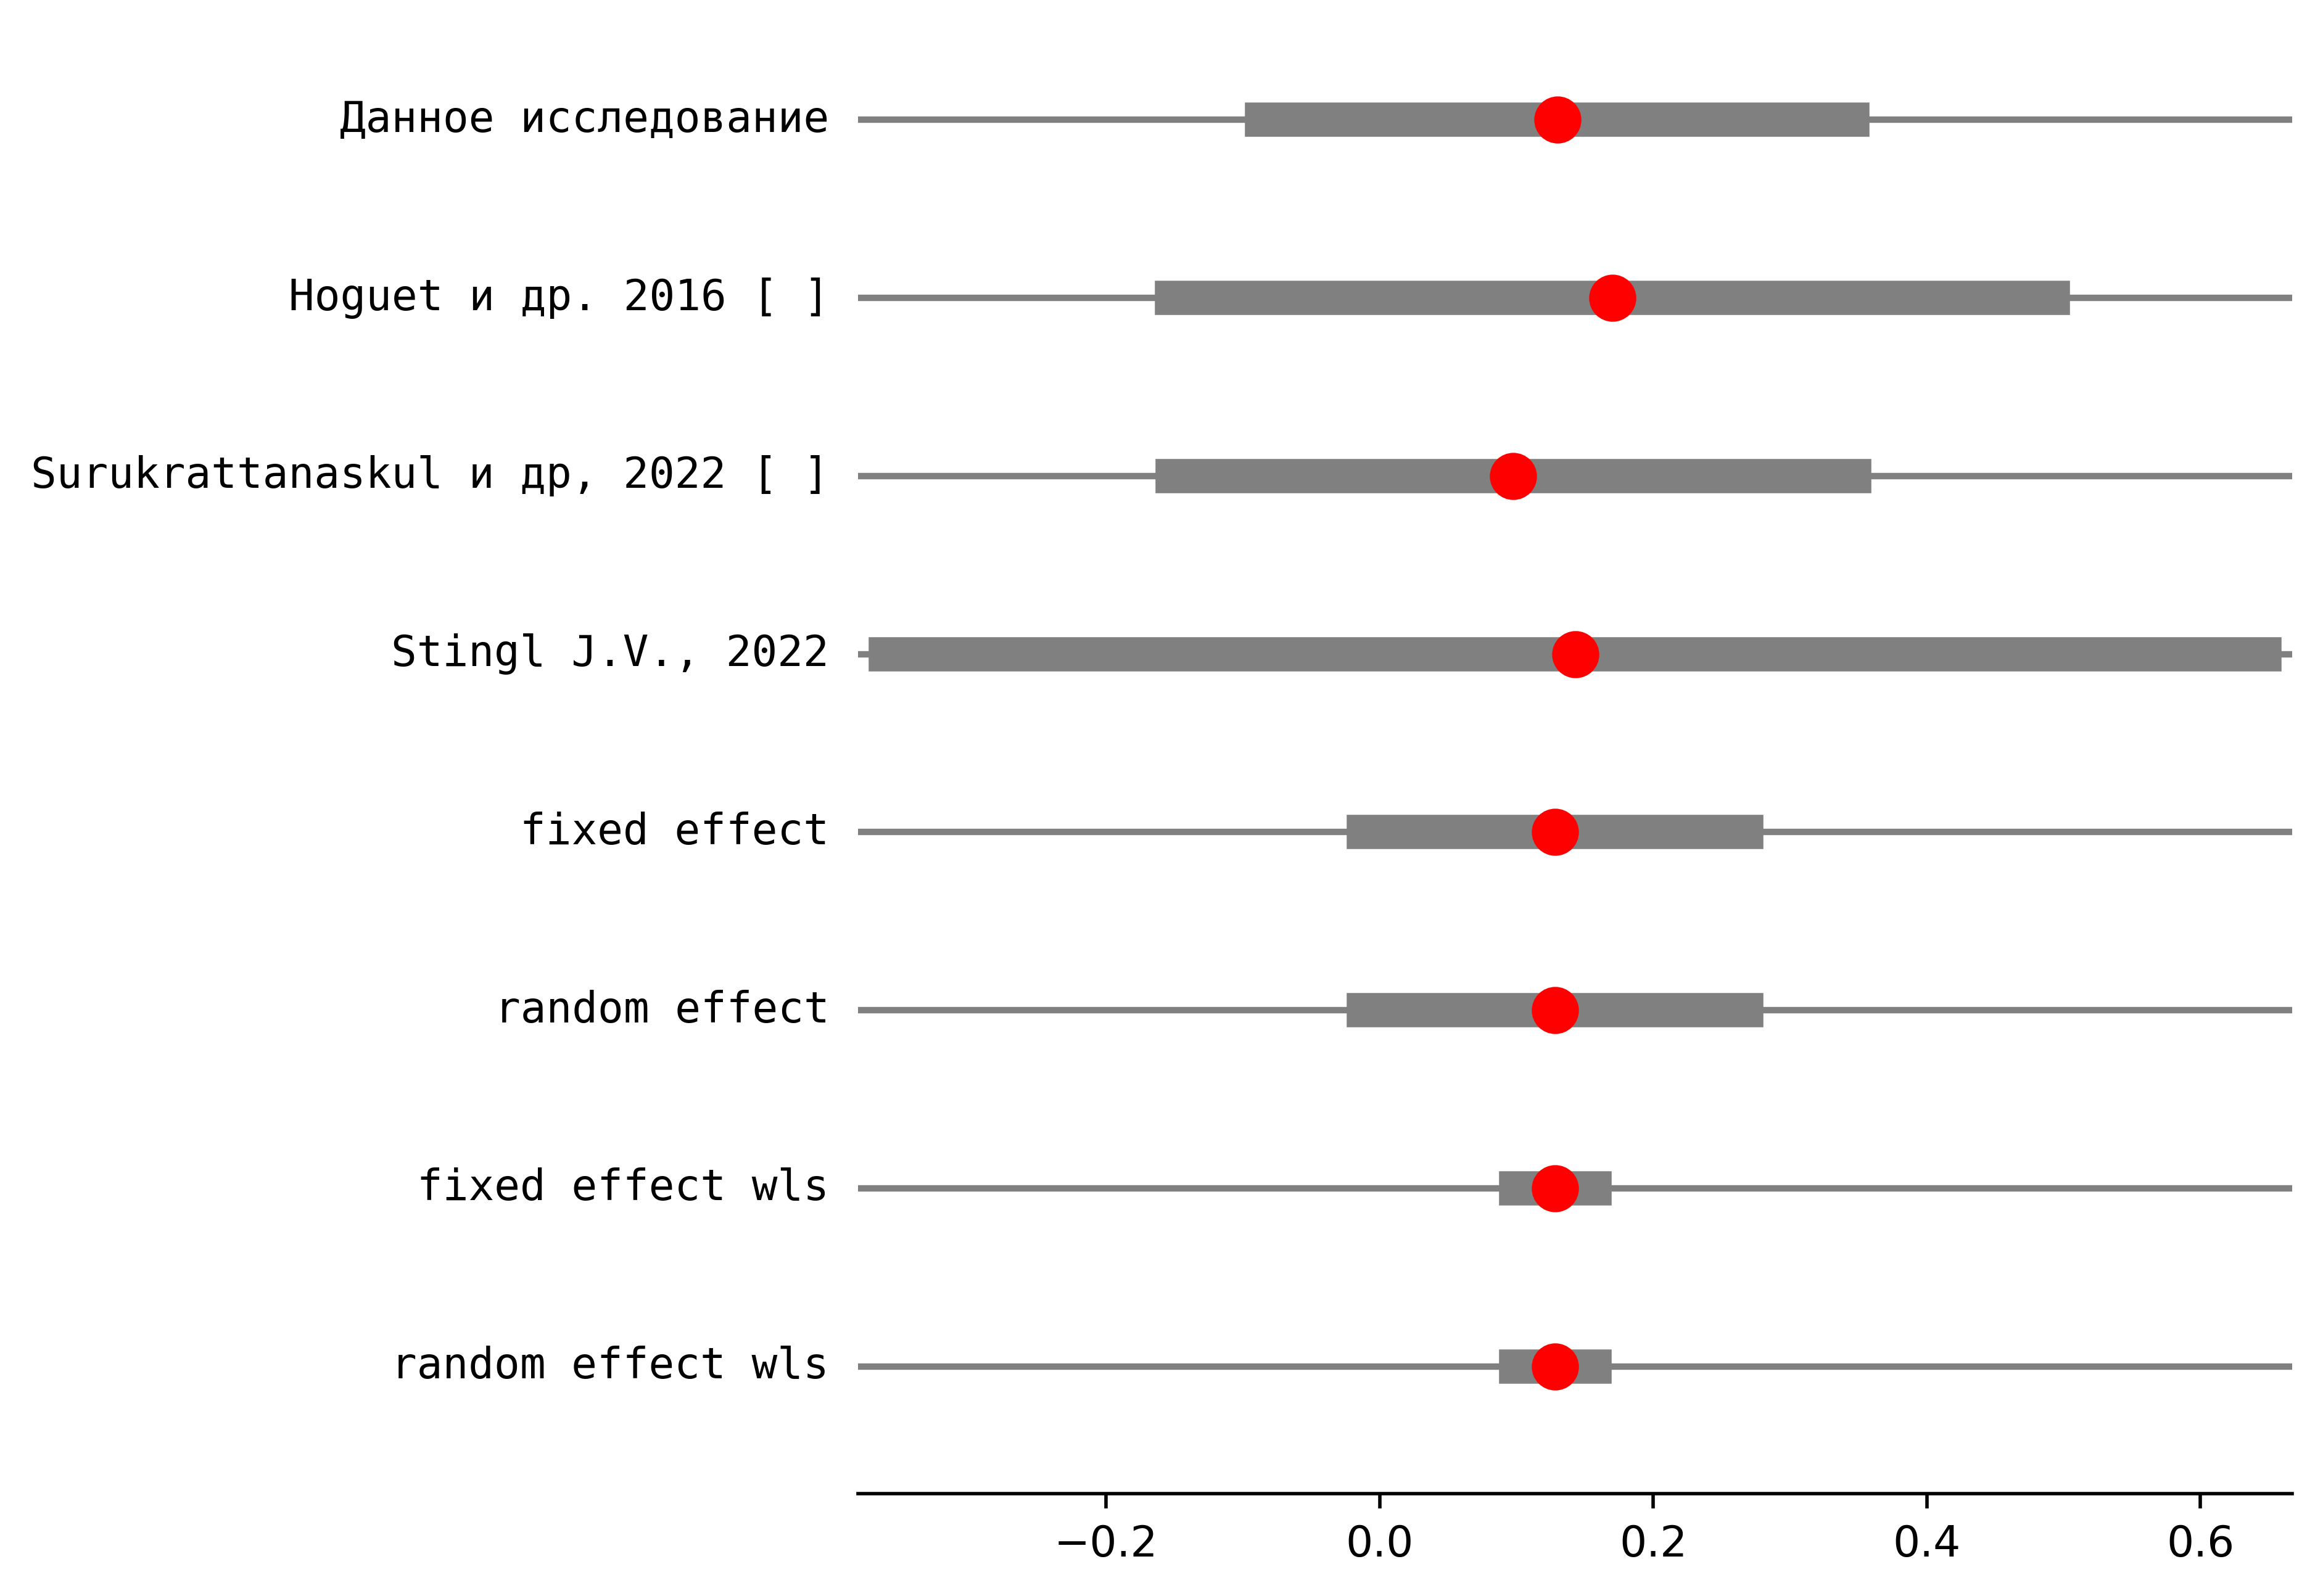 Данное исследование
Hoguet и др. 2016 [ ]
Surukrattanaskul и др, 2022 [ ]
Stingl J.V., 2022
fixed effect
random effect
fixed effect wls
random effect wls
−0.2 0.0 0.2 0.4 0.6